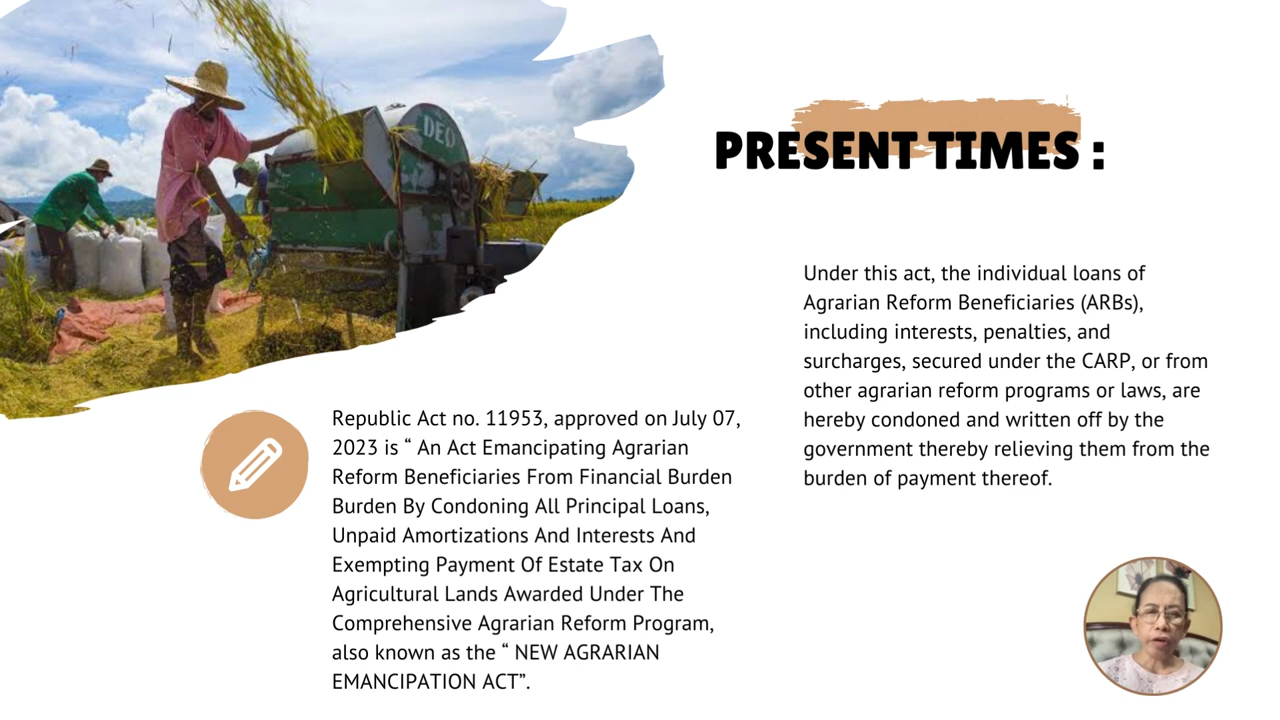 DEO
PRESENT TIMES :
Republic Act no. 11953, approved on July 07,
2023 is “ An Act Emancipating Agrarian
Reform Beneficiaries From Financial Burden
Burden By Condoning All Principal Loans,
Unpaid Amortizations And Interests And
Exempting Payment Of Estate Tax On
Agricultural Lands Awarded Under The
Comprehensive Agrarian Reform Program,
also known as the “ NEW AGRARIAN
EMANCIPATION ACT”.
Under this act, the individual loans of
Agrarian Reform Beneficiaries (ARBs),
including interests, penalties, and
surcharges, secured under the CARP, or from
other agrarian reform programs or laws, are
hereby condoned and written off by the
government thereby relieving them from the
burden of payment thereof.